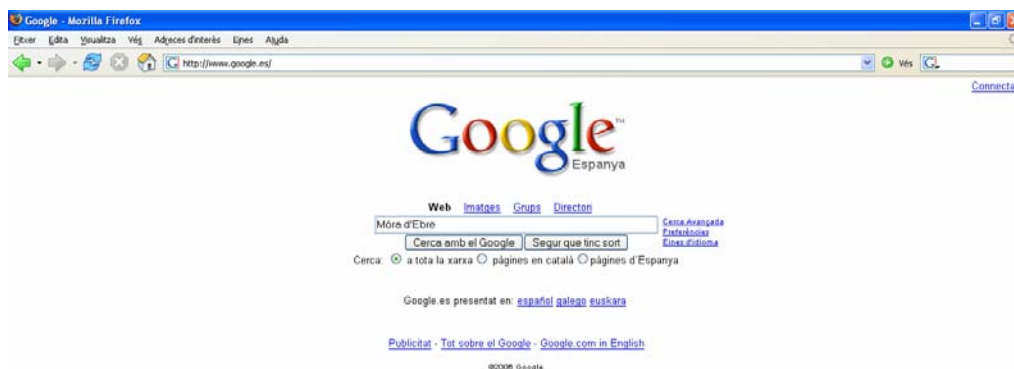 Google - Mozilla Firefox
Fitxer Edita Visualitza Vés Adreces d'interès Eines Ajuda
http://www.google.es/ Vés
Connecta
Google™
Espanya
Web Imatges Grups Directori
Móra d'Ebre
Cerca Avançada
Preferències
Eines d'idioma
Cerca amb el Google Segur que tinc sort
Cerca: a tota la xarxa pàgines en català pàgines d'Espanya
Google.es presentat en: español galego euskara
Publicitat - Tot sobre el Google - Google.com in English
Google